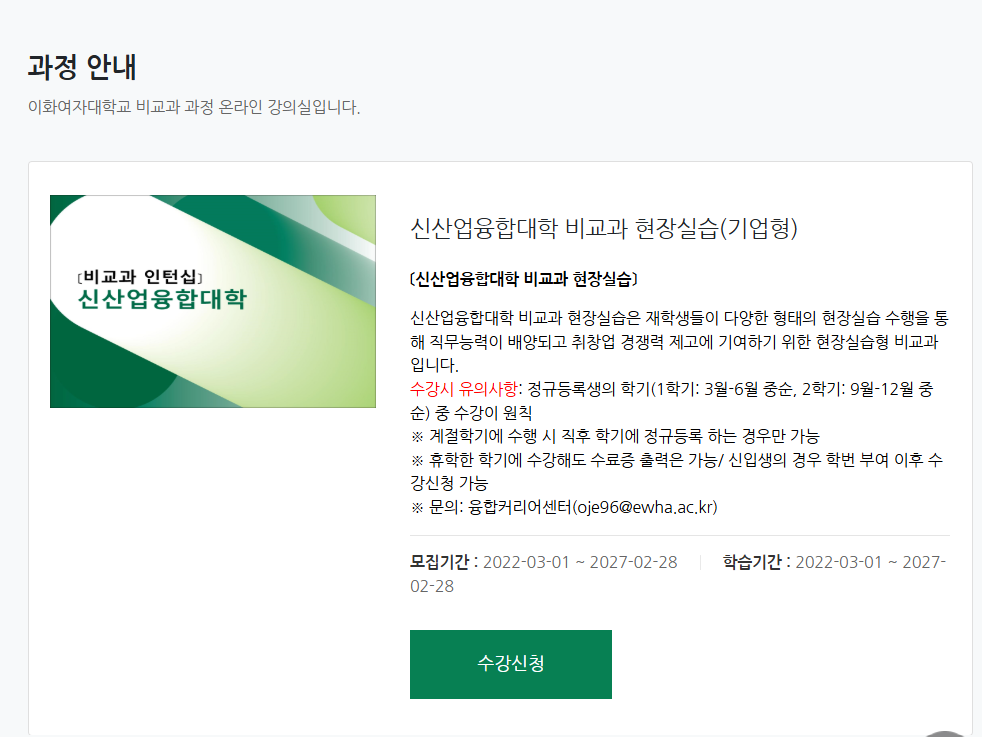 과정 안내
이화여자대학교 비교과 과정 온라인 강의실입니다.
[비교과 인턴십]
신산업융합대학
신산업융합대학 비교과 현장실습(기업형)
[신산업융합대학 비교과 현장실습]
신산업융합대학 비교과 현장실습은 재학생들이 다양한 형태의 현장실습 수행을 통
해 직무능력이 배양되고 취창업 경쟁력 제고에 기여하기 위한 현장실습형 비교과
입니다.
수강시 유의사항: 정규등록생의 학기(1학기: 3월-6월 중순, 2학기: 9월-12월 중
순) 중 수강이 원칙
※ 계절학기에 수행 시 직후 학기에 정규등록 하는 경우만 가능
※ 휴학한 학기에 수강해도 수료증 출력은 가능/ 신입생의 경우 학번 부여 이후 수
강신청 가능
※ 문의: 융합커리어센터(oje96@ewha.ac.kr)
모집기간 : 2022-03-01 ~ 2027-02-28 학습기간 : 2022-03-01 ~ 2027-
02-28
수강신청